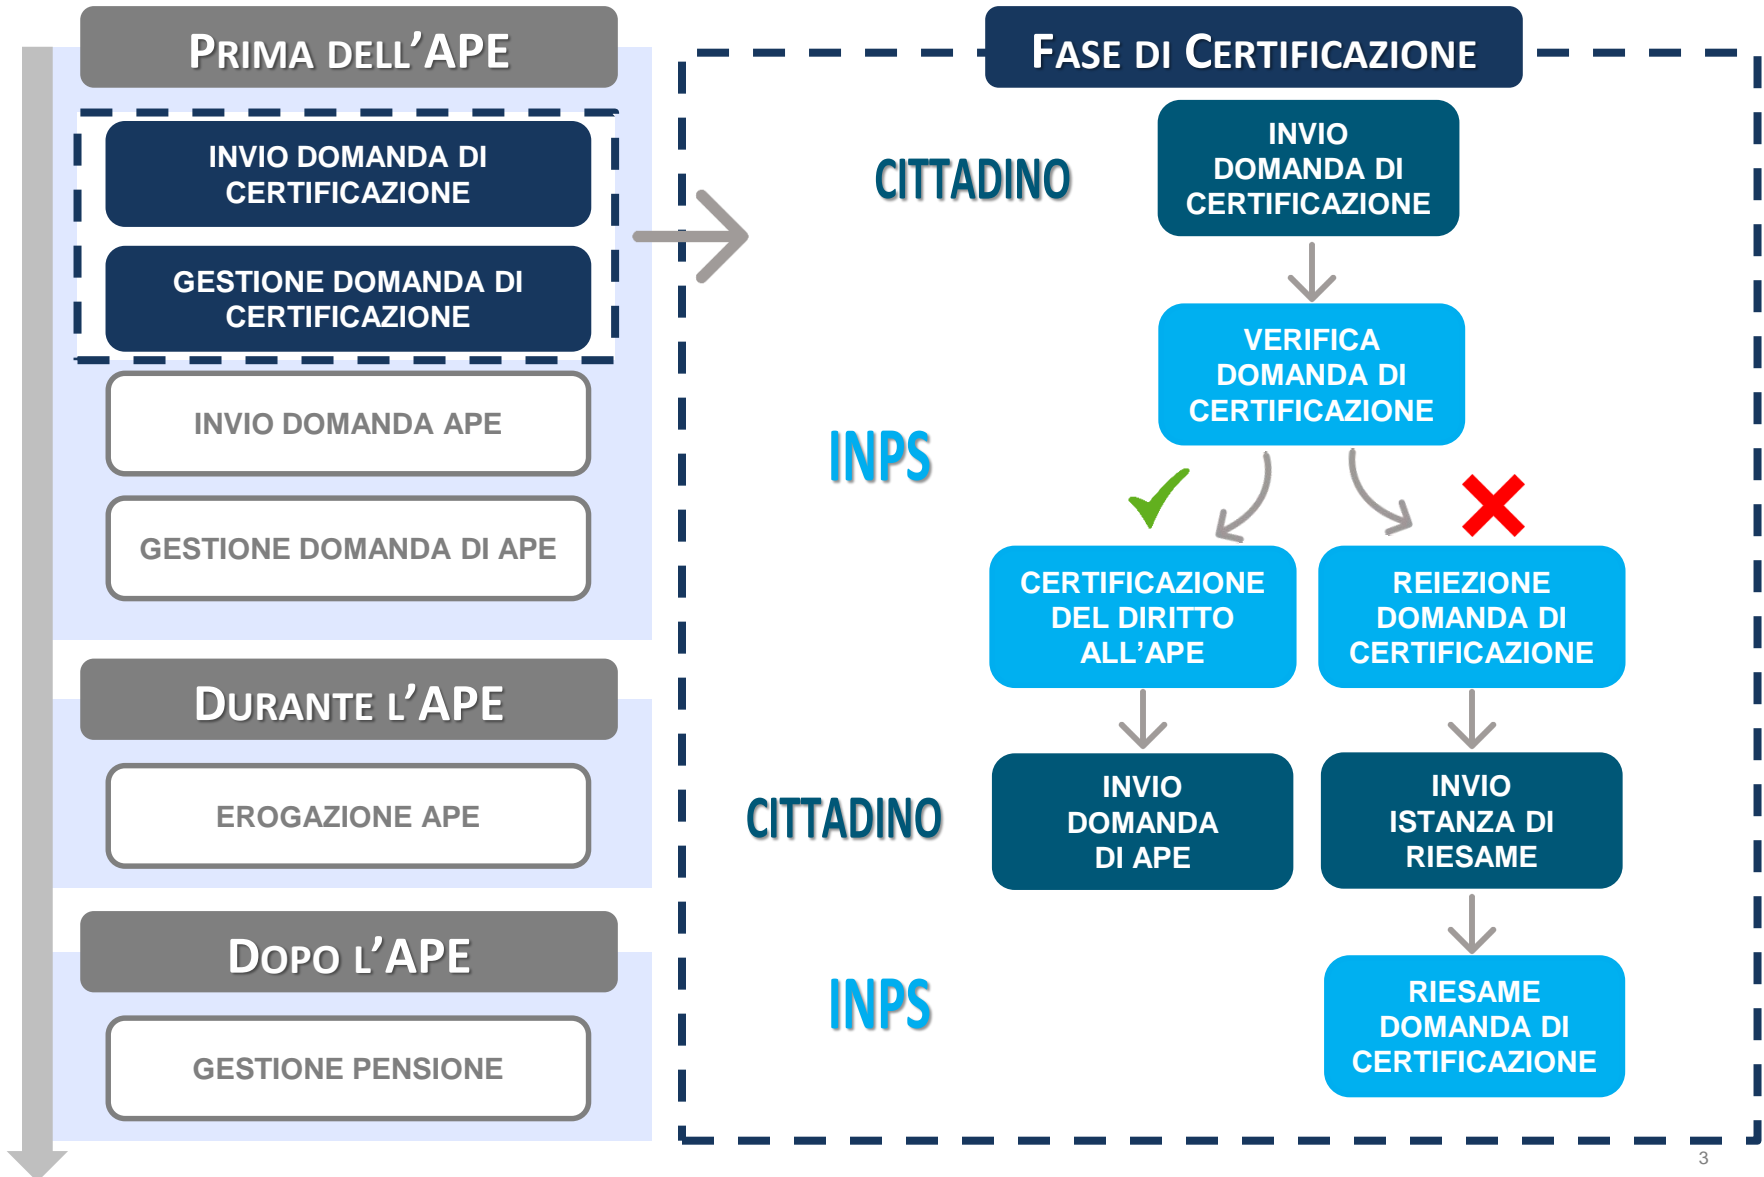 PRIMA DELL'APE
INVIO DOMANDA DI
CERTIFICAZIONE
GESTIONE DOMANDA DI
CERTIFICAZIONE
INVIO DOMANDA APE
GESTIONE DOMANDA DI APE
DURANTE L'APE
EROGAZIONE APE
DOPO L'APE
GESTIONE PENSIONE
FASE DI CERTIFICAZIONE
CITTADINO
INVIO
DOMANDA DI
CERTIFICAZIONE
INPS
VERIFICA
DOMANDA DI
CERTIFICAZIONE
CERTIFICAZIONE
DEL DIRITTO
ALL'APE
REIEZIONE
DOMANDA DI
CERTIFICAZIONE
CITTADINO
INVIO
DOMANDA
DI APE
INVIO
ISTANZA DI
RIESAME
INPS
RIESAME
DOMANDA DI
CERTIFICAZIONE
3